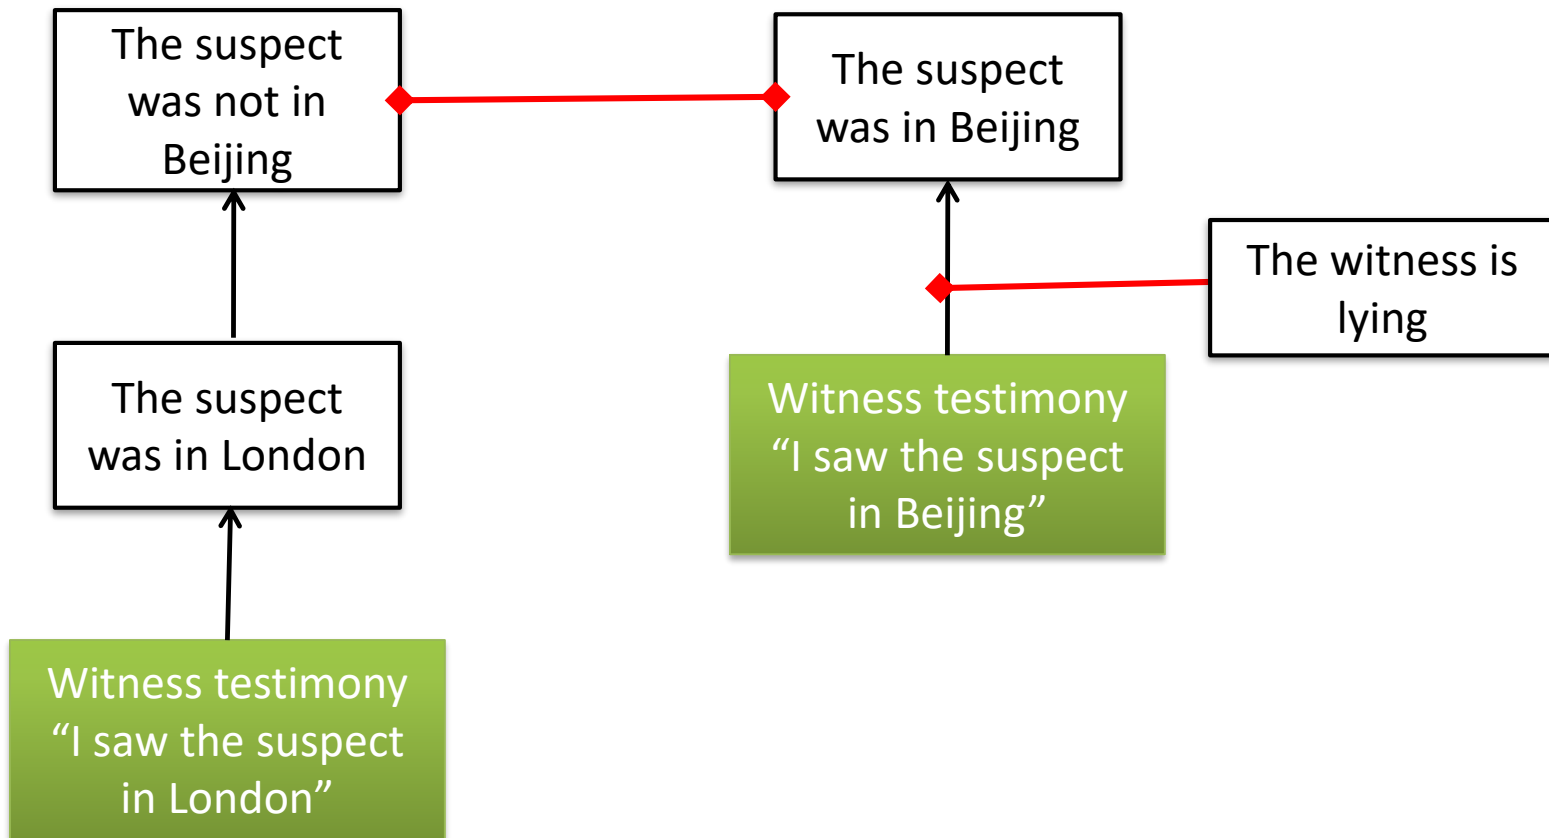 The suspect
was not in
Beijing
The suspect
was in Beijing
The witness is
lying
The suspect
was in London
Witness testimony
“I saw the suspect
in Beijing”
Witness testimony
“I saw the suspect
in London”